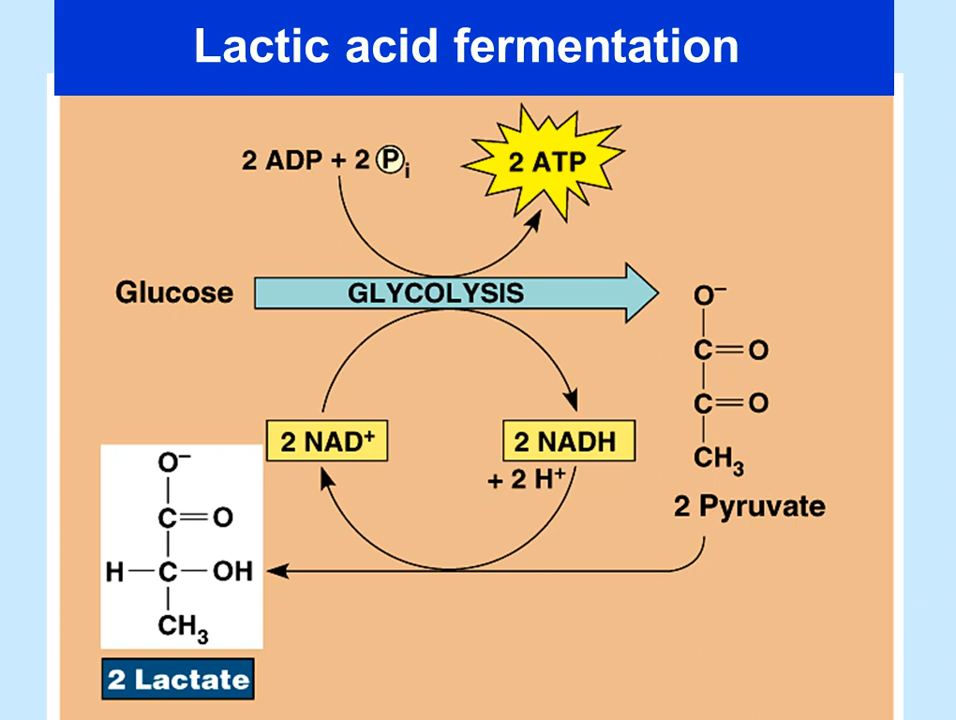 Lactic acid fermentation
2 ADP + 2 Pi
2 ATP
Glucose
GLYCOLYSIS
O–
C=O
C=O
CH3
2 Pyruvate
2 NAD+
2 NADH
+ 2 H+
O–
C=O
H–C–OH
CH3
2 Lactate